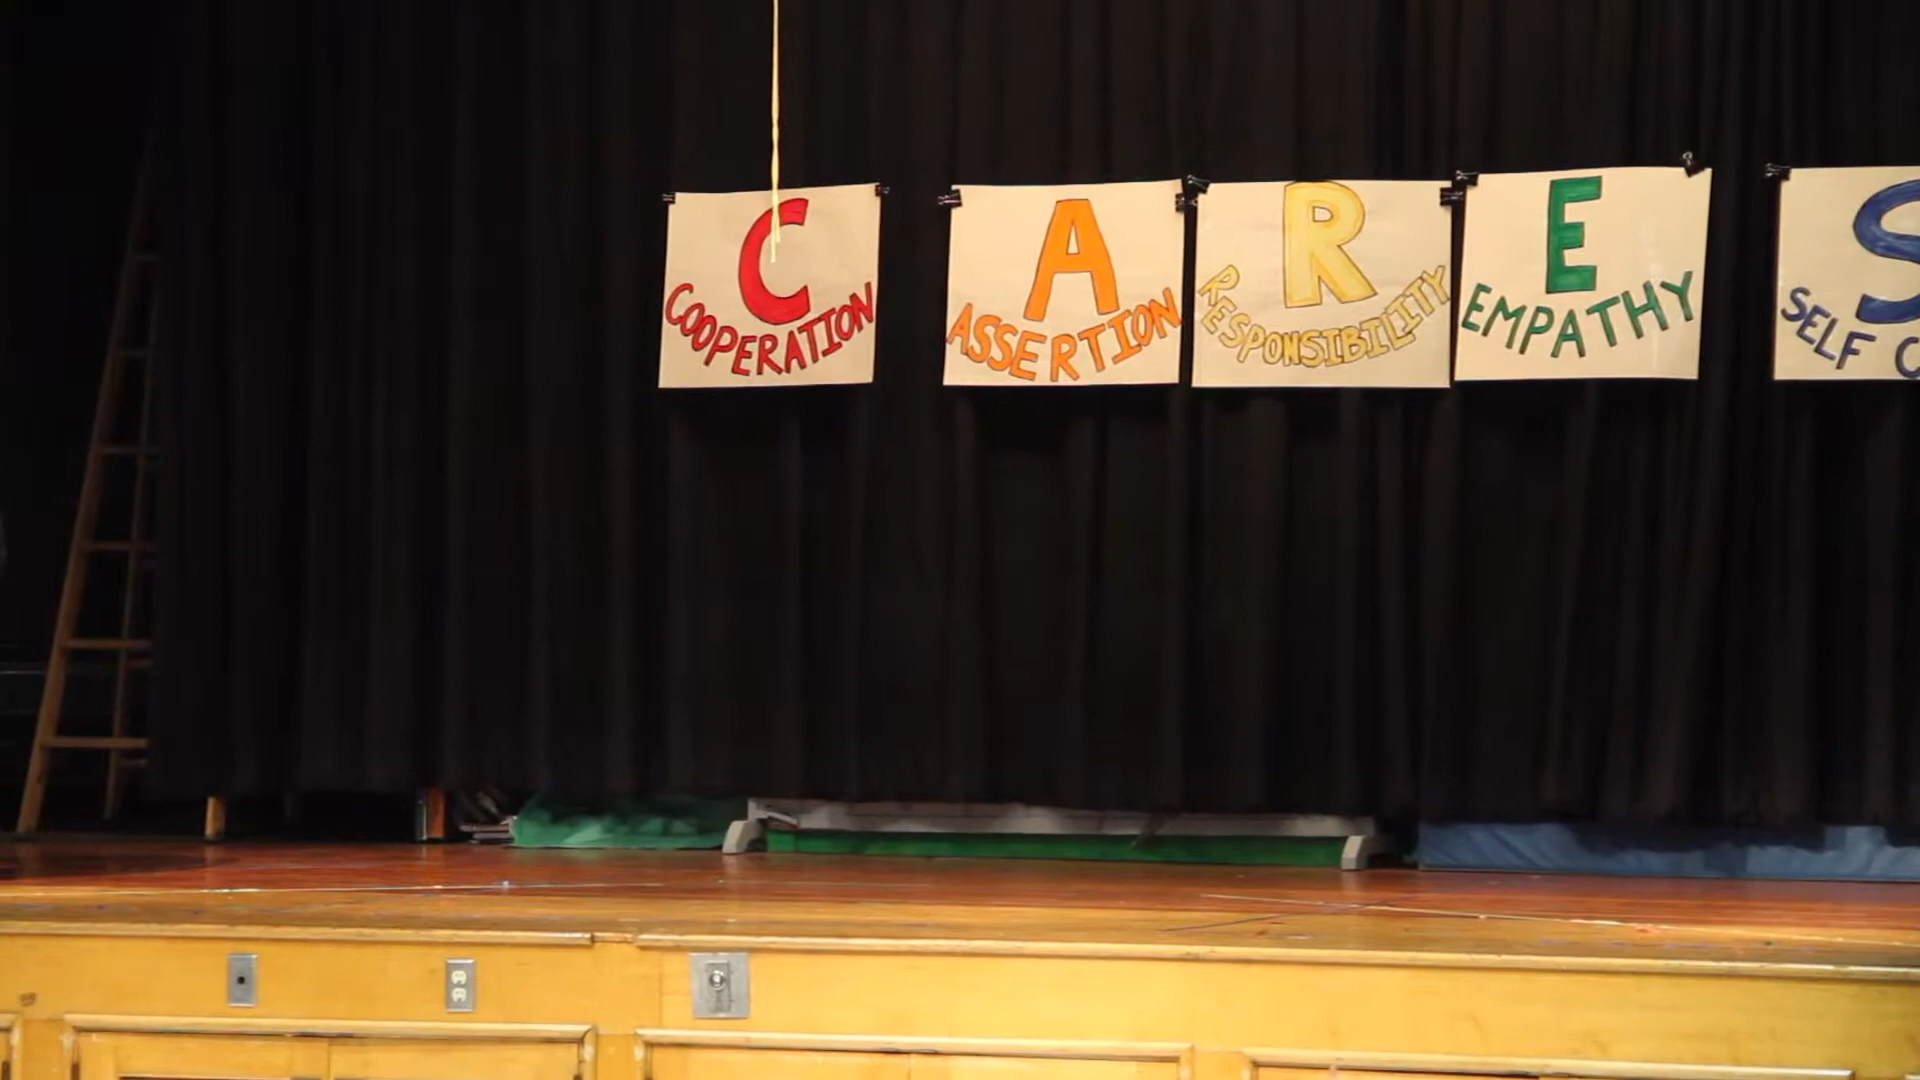 C
COOPERATION
A
ASSERTION
R
RESPONSIBILITY
E
EMPATHY
S
SELF C